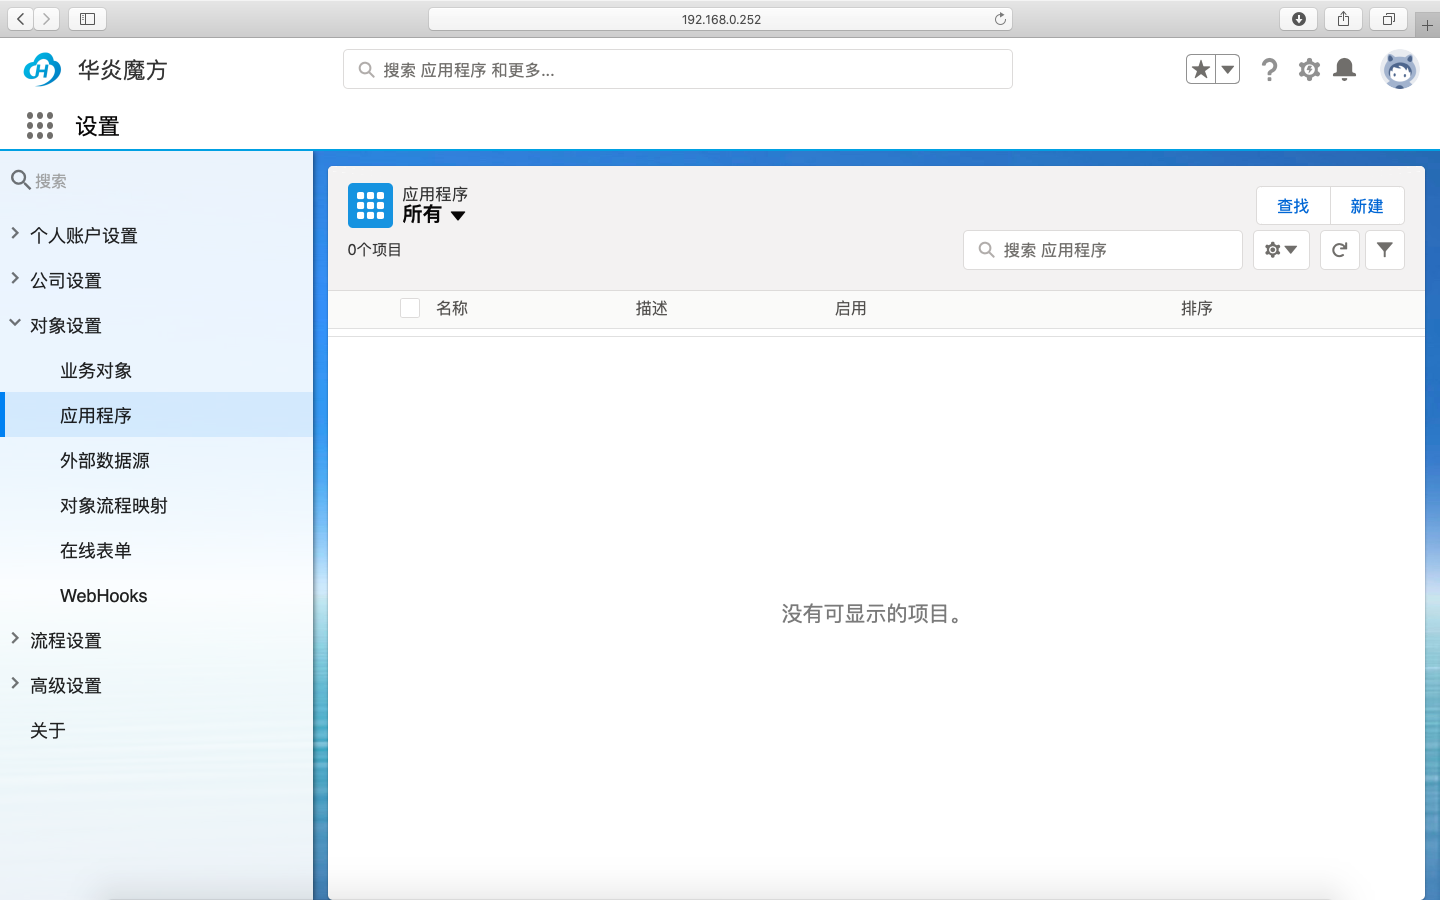 192.168.0.252
华炎魔方
搜索 应用程序 和更多...
设置
搜索
个人账户设置
公司设置
对象设置
业务对象
应用程序
外部数据源
对象流程映射
在线表单
WebHooks
流程设置
高级设置
关于
应用程序
所有
0个项目
查找
新建
搜索 应用程序
名称 描述 启用 排序
没有可显示的项目。